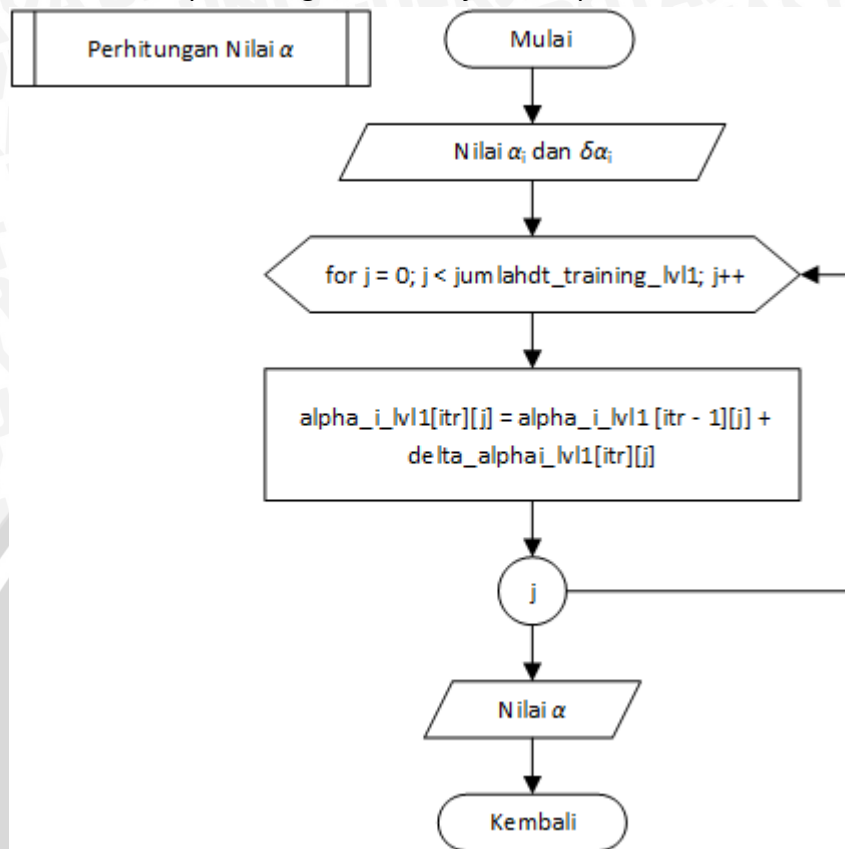 Perhitungan Nilai α
Mulai
Nilai αi dan δαi
for j = 0; j < jumlahdt_training_lvl1; j++
alpha_i_lvl1[itr][j] = alpha_i_lvl1 [itr - 1][j] +
delta_alphai_lvl1[itr][j]
j
Nilai α
Kembali